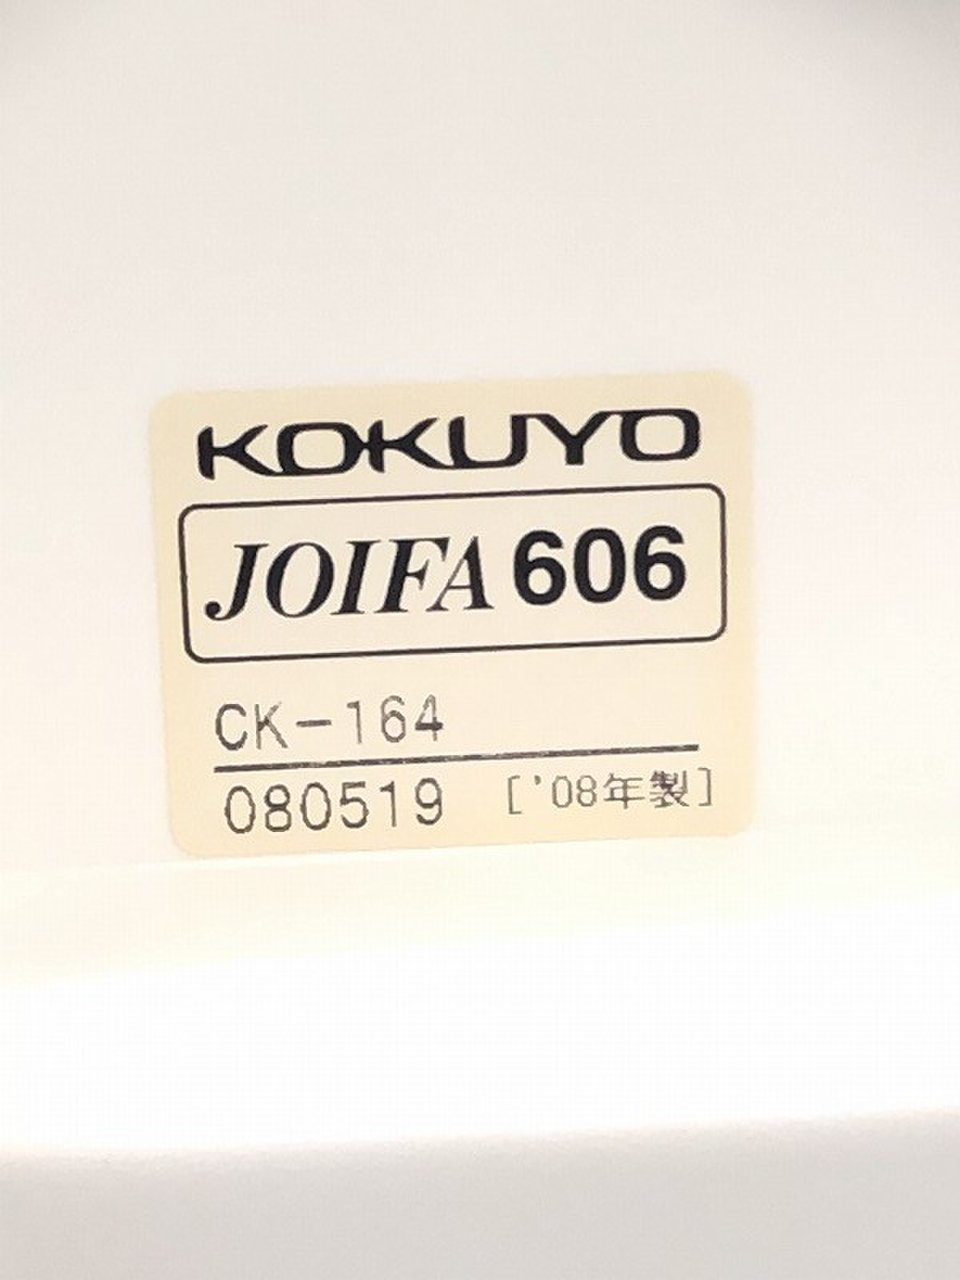 KOKUYO
JOIFA 606
CK-164
080519 ['08年製]